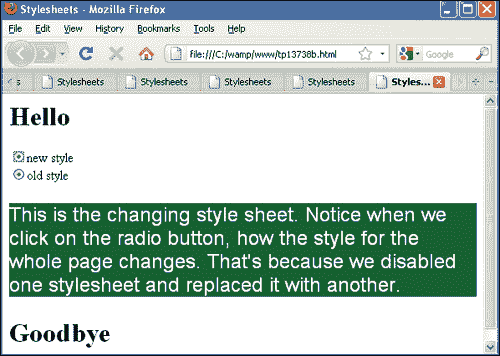 Stylesheets - Mozilla Firefox
File Edit View History Bookmarks Tools Help
file:///C:/wamp/www/tp13738b.html Google
s Stylesheets Stylesheets Stylesheets Stylesheets Styles...
Hello
new style
old style
This is the changing style sheet. Notice when we
click on the radio button, how the style for the
whole page changes. That's because we disabled
one stylesheet and replaced it with another.
Goodbye